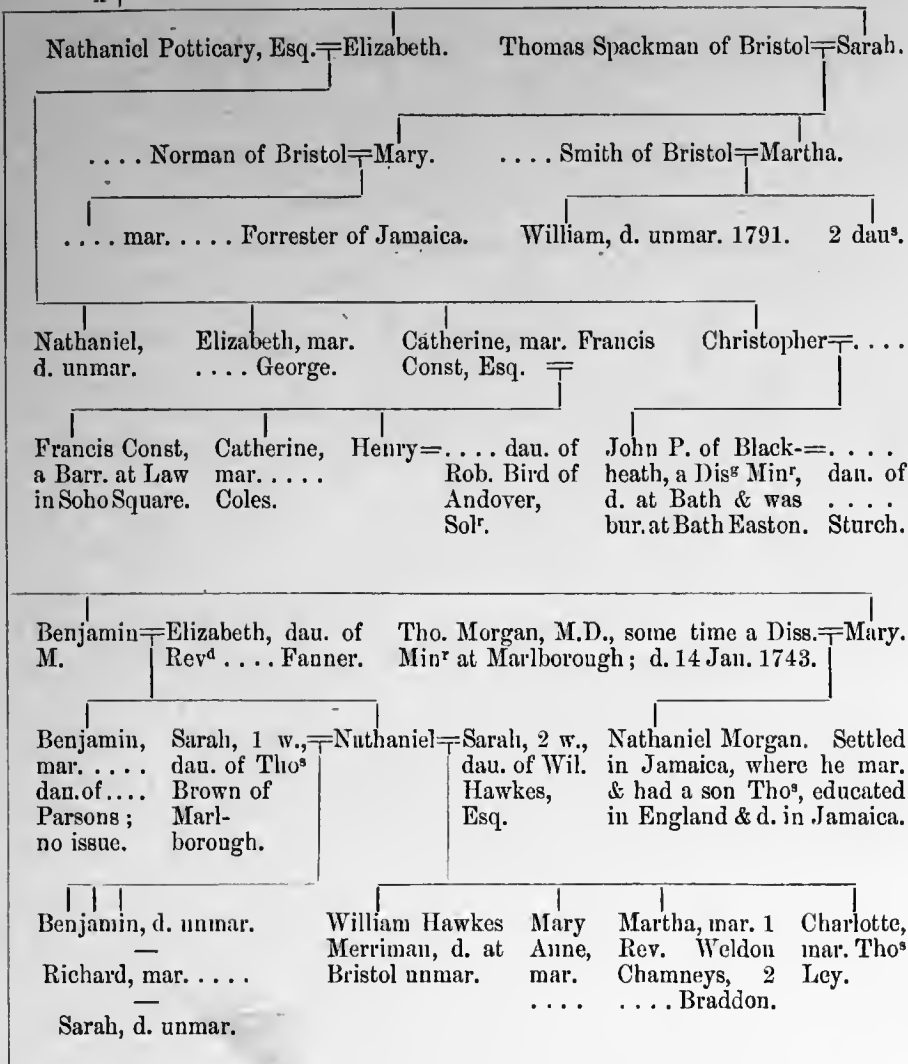 Nathaniel Potticary, Esq.=Elizabeth. Thomas Spackman of Bristol=Sarah.
. . . . Norman of Bristol=Mary. . . . . Smith of Bristol=Martha.
. . . . mar. . . . . Forrester of Jamaica. William, d. unmar. 1791. 2 dauˢ.
Nathaniel, Elizabeth, mar. Catherine, mar. Francis Christopher=. . . .
d. unmar. . . . . George. Const, Esq. =
Francis Const, Catherine, Henry=. . . . dau. of John P. of Black-=. . . .
a Barr. at Law mar. . . . . Rob. Bird of heath, a Disᵍ Minʳ, dau. of
in Soho Square. Coles. Andover, d. at Bath & was . . . .
Solʳ. bur. at Bath Easton. Sturch.
Benjamin=Elizabeth, dau. of Tho. Morgan, M.D., some time a Diss.=Mary.
M. Revᵈ . . . . Fanner. Minʳ at Marlborough; d. 14 Jan. 1743.
Benjamin, Sarah, 1 w.,=Nathaniel=Sarah, 2 w., Nathaniel Morgan. Settled
mar. . . . . dau. of Thoˢ dau. of Wil. in Jamaica, where he mar.
dau. of . . . . Brown of Hawkes, & had a son Thoˢ, educated
Parsons; Marl- Esq. in England & d. in Jamaica.
no issue. borough.
Benjamin, d. unmar. William Hawkes Mary Martha, mar. 1 Charlotte,
— Merriman, d. at Anne, Rev. Weldon mar. Thoˢ
Richard, mar. . . . . Bristol unmar. mar. Chamneys, 2 Ley.
— . . . . . . . . Braddon.
Sarah, d. unmar.